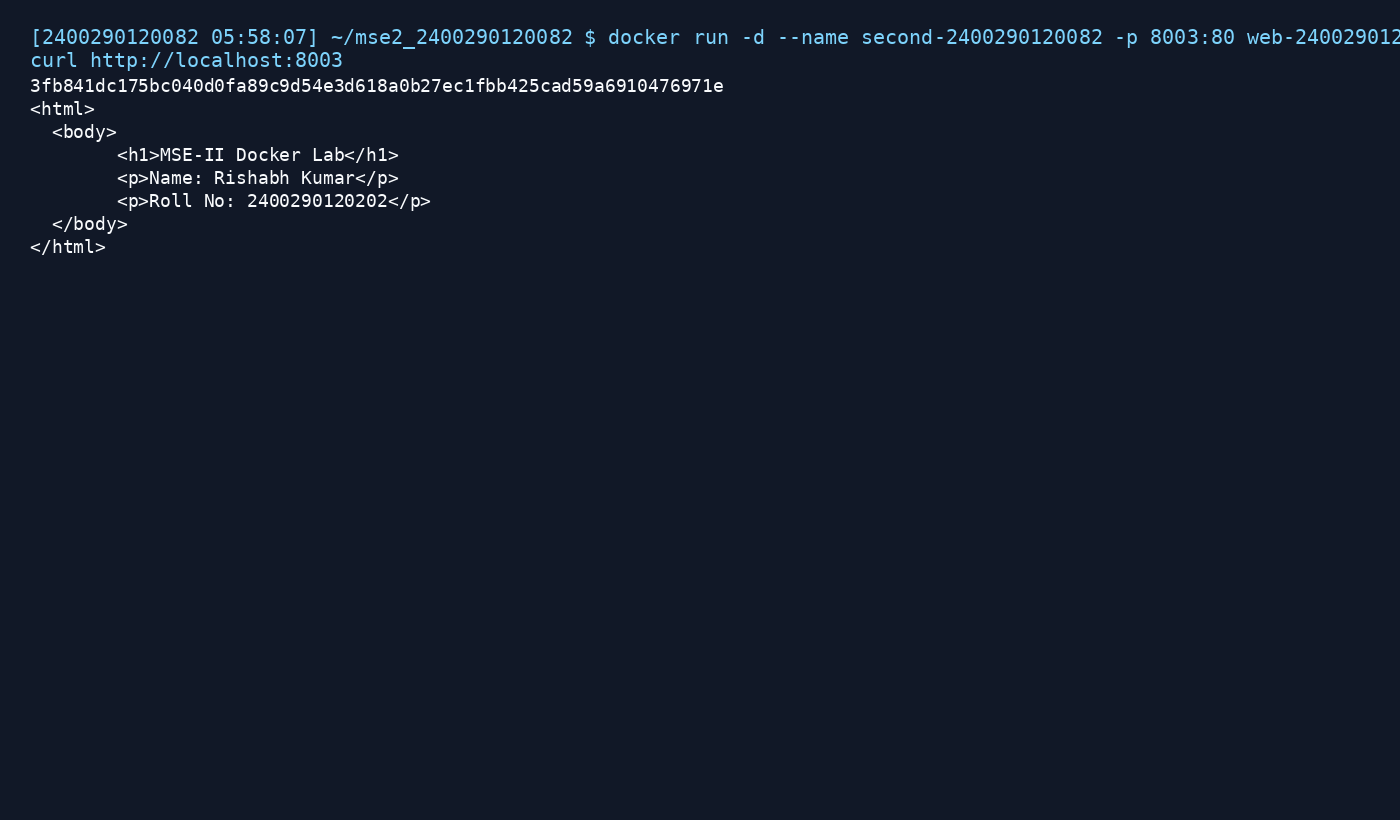 [2400290120082 05:58:07] ~/mse2_2400290120082 $ docker run -d --name second-2400290120082 -p 8003:80 web-240029012
curl http://localhost:8003
3fb841dc175bc040d0fa89c9d54e3d618a0b27ec1fbb425cad59a6910476971e
<html>
  <body>
        <h1>MSE-II Docker Lab</h1>
        <p>Name: Rishabh Kumar</p>
        <p>Roll No: 2400290120202</p>
  </body>
</html>